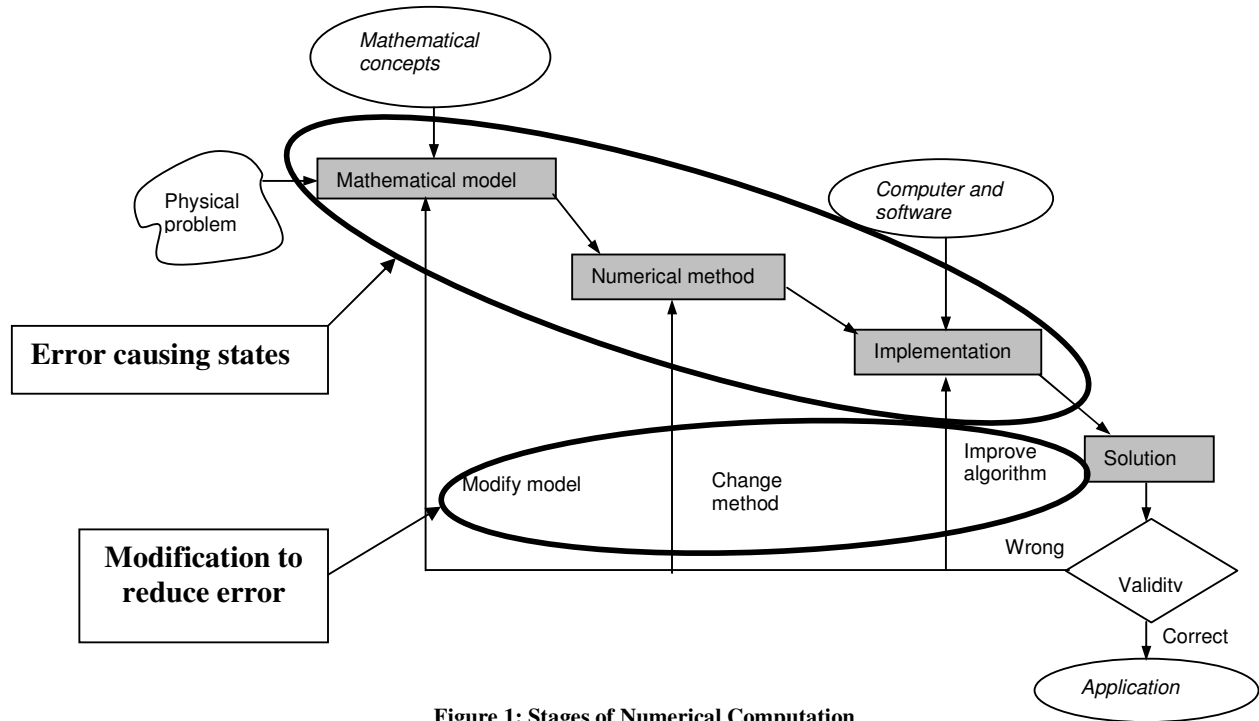 Mathematical
concepts
Mathematical model
Physical
problem
Computer and
software
Numerical method
Error causing states
Implementation
Improve
algorithm
Solution
Modify model
Change
method
Modification to
reduce error
Wrong
Validity
Correct
Application
Figure 1: Stages of Numerical Computation